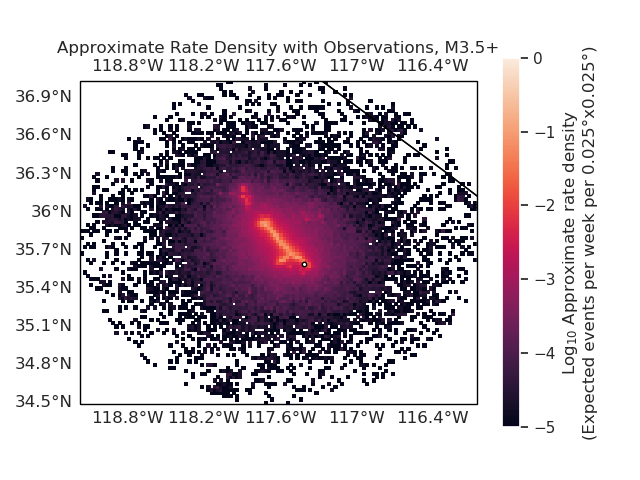 Approximate Rate Density with Observations, M3.5+
118.8°W 118.2°W 117.6°W 117°W 116.4°W
36.9°N
36.6°N
36.3°N
36°N
35.7°N
35.4°N
35.1°N
34.8°N
34.5°N
118.8°W 118.2°W 117.6°W 117°W 116.4°W
0
−1
−2
−3
−4
−5
Log₁₀ Approximate rate density
(Expected events per week per 0.025°x0.025°)